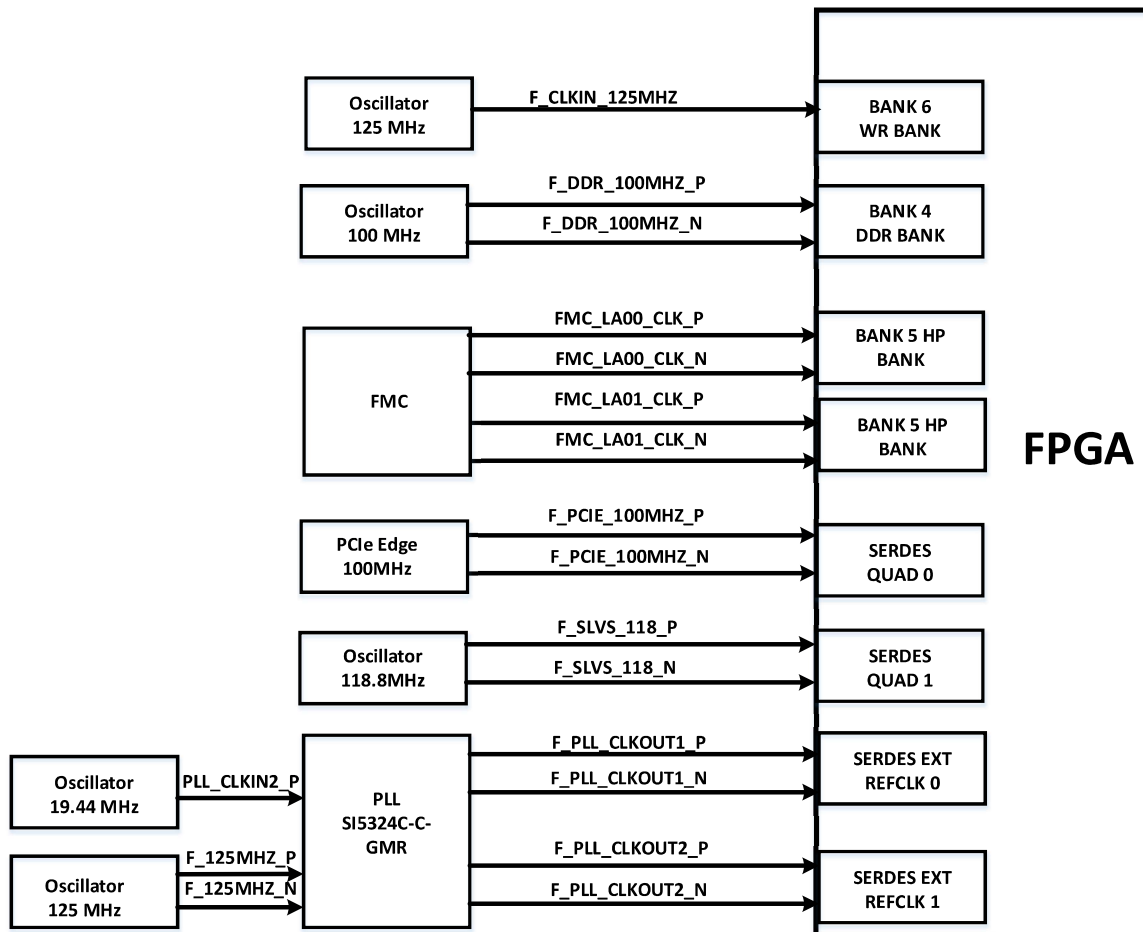 Oscillator
125 MHz
F_CLKIN_125MHZ
BANK 6
WR BANK
Oscillator
100 MHz
F_DDR_100MHZ_P
F_DDR_100MHZ_N
BANK 4
DDR BANK
FMC
FMC_LA00_CLK_P
FMC_LA00_CLK_N
FMC_LA01_CLK_P
FMC_LA01_CLK_N
BANK 5 HP
BANK
BANK 5 HP
BANK
FPGA
PCIe Edge
100MHz
F_PCIE_100MHZ_P
F_PCIE_100MHZ_N
SERDES
QUAD 0
Oscillator
118.8MHz
F_SLVS_118_P
F_SLVS_118_N
SERDES
QUAD 1
Oscillator
19.44 MHz
PLL_CLKIN2_P
Oscillator
125 MHz
F_125MHZ_P
F_125MHZ_N
PLL
SI5324C-C-
GMR
F_PLL_CLKOUT1_P
F_PLL_CLKOUT1_N
F_PLL_CLKOUT2_P
F_PLL_CLKOUT2_N
SERDES EXT
REFCLK 0
SERDES EXT
REFCLK 1